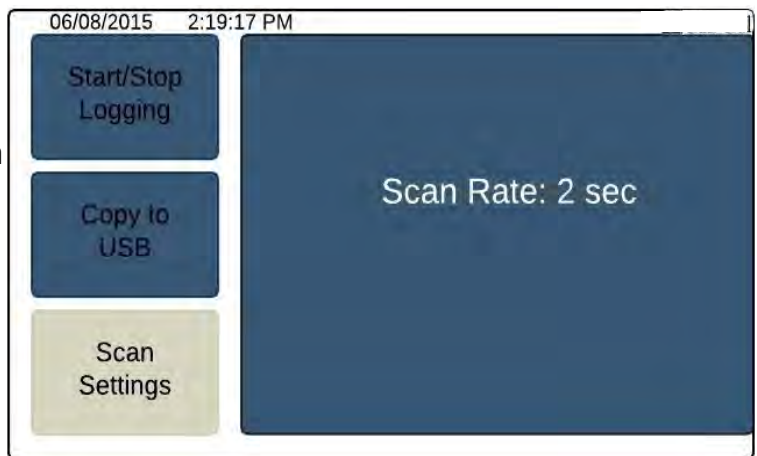 06/08/2015 2:19:17 PM
Start/Stop
Logging
Copy to
USB
Scan
Settings
Scan Rate: 2 sec